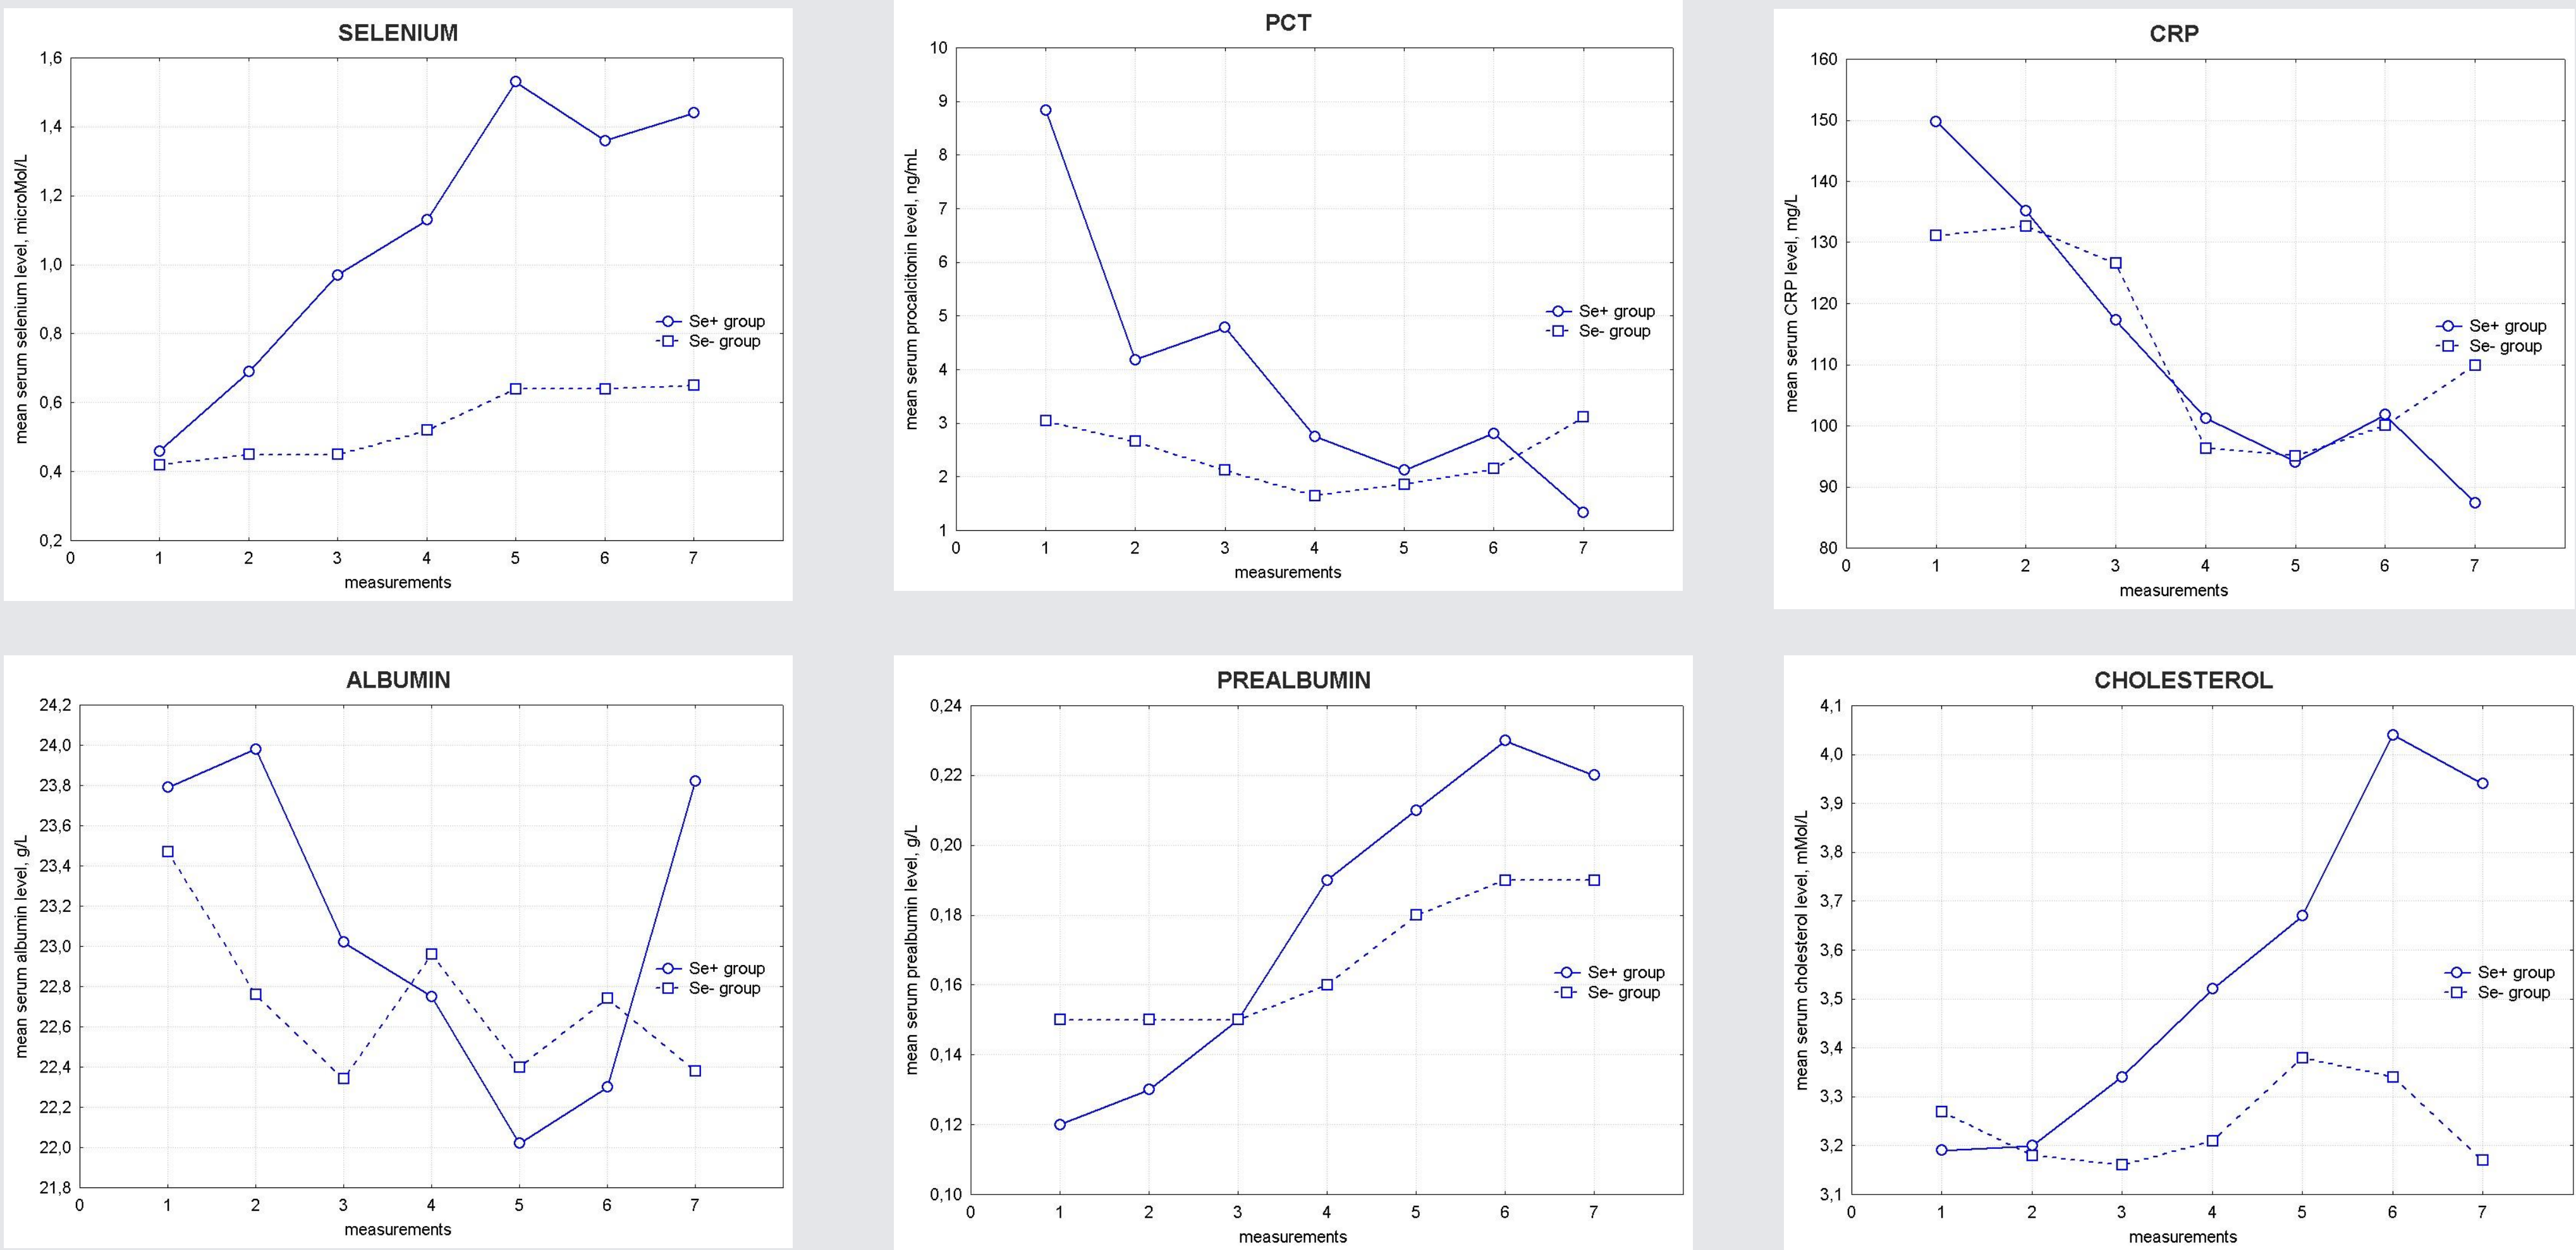 SELENIUM
1,6
1,4
1,2
1,0
0,8
0,6
0,4
0,2
mean serum selenium level, microMol/L
Se+ group
Se- group
0 1 2 3 4 5 6 7
measurements
PCT
10
9
8
7
6
5
4
3
2
1
mean serum procalcitonin level, ng/mL
Se+ group
Se- group
0 1 2 3 4 5 6 7
measurements
CRP
160
150
140
130
120
110
100
90
80
mean serum CRP level, mg/L
Se+ group
Se- group
0 1 2 3 4 5 6 7
measurements
ALBUMIN
24,2
24,0
23,8
23,6
23,4
23,2
23,0
22,8
22,6
22,4
22,2
22,0
21,8
mean serum albumin level, g/L
Se+ group
Se- group
0 1 2 3 4 5 6 7
measurements
PREALBUMIN
0,24
0,22
0,20
0,18
0,16
0,14
0,12
0,10
mean serum prealbumin level, g/L
Se+ group
Se- group
0 1 2 3 4 5 6 7
measurements
CHOLESTEROL
4,1
4,0
3,9
3,8
3,7
3,6
3,5
3,4
3,3
3,2
3,1
mean serum cholesterol level, mMol/L
Se+ group
Se- group
0 1 2 3 4 5 6 7
measurements